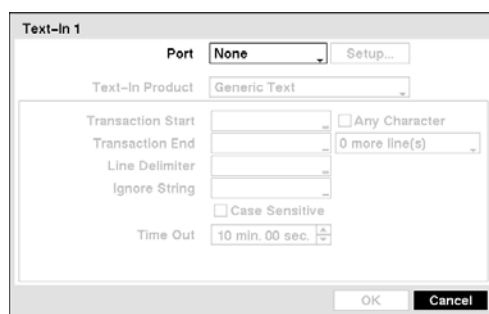 Text-In 1
Port None Setup...
Text-In Product Generic Text
Transaction Start Any Character
Transaction End 0 more line(s)
Line Delimiter
Ignore String
Case Sensitive
Time Out 10 min. 00 sec.
OK Cancel